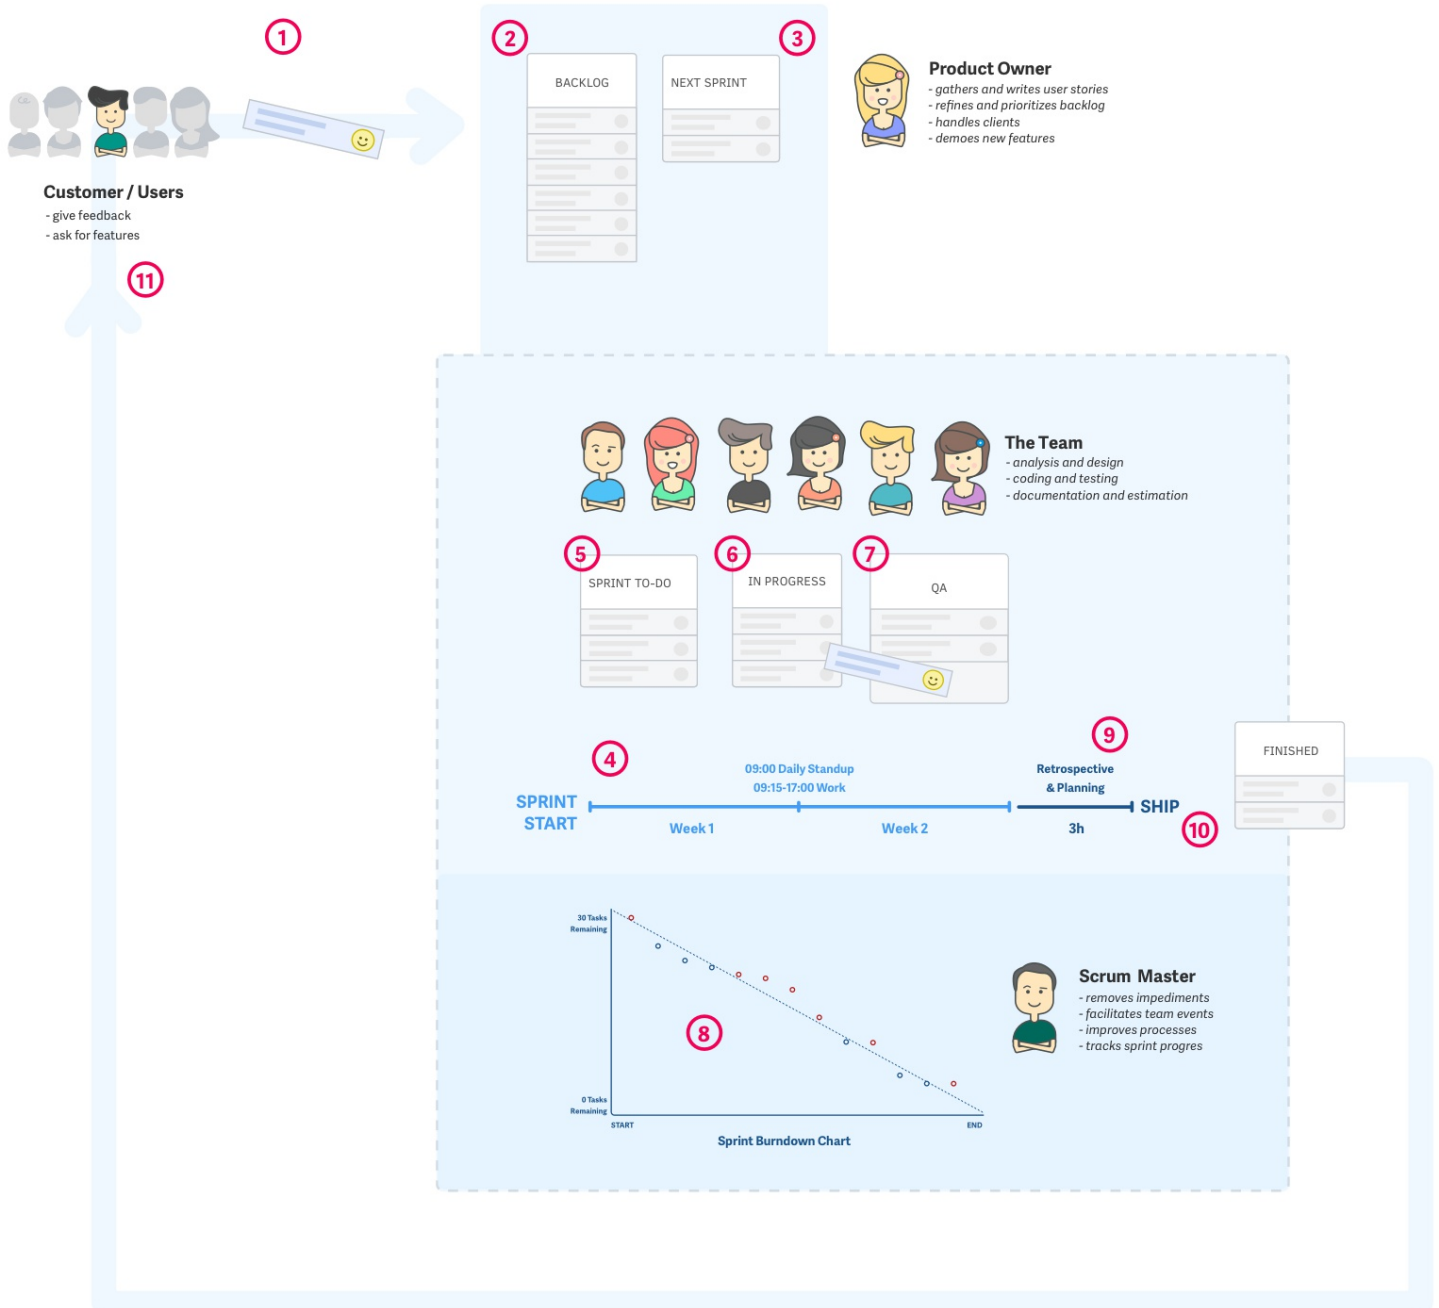 1
2
3
BACKLOG
NEXT SPRINT
Product Owner
- gathers and writes user stories
- refines and prioritizes backlog
- handles clients
- demoes new features
Customer / Users
- give feedback
- ask for features
11
The Team
- analysis and design
- coding and testing
- documentation and estimation
5
6
7
SPRINT TO-DO
IN PROGRESS
QA
4
9
09:00 Daily Standup
09:15-17:00 Work
Retrospective
& Planning
SPRINT
START
SHIP
Week 1
Week 2
3h
10
FINISHED
30 Tasks
Remaining
8
0 Tasks
Remaining
START
END
Sprint Burndown Chart
Scrum Master
- removes impediments
- facilitates team events
- improves processes
- tracks sprint progres